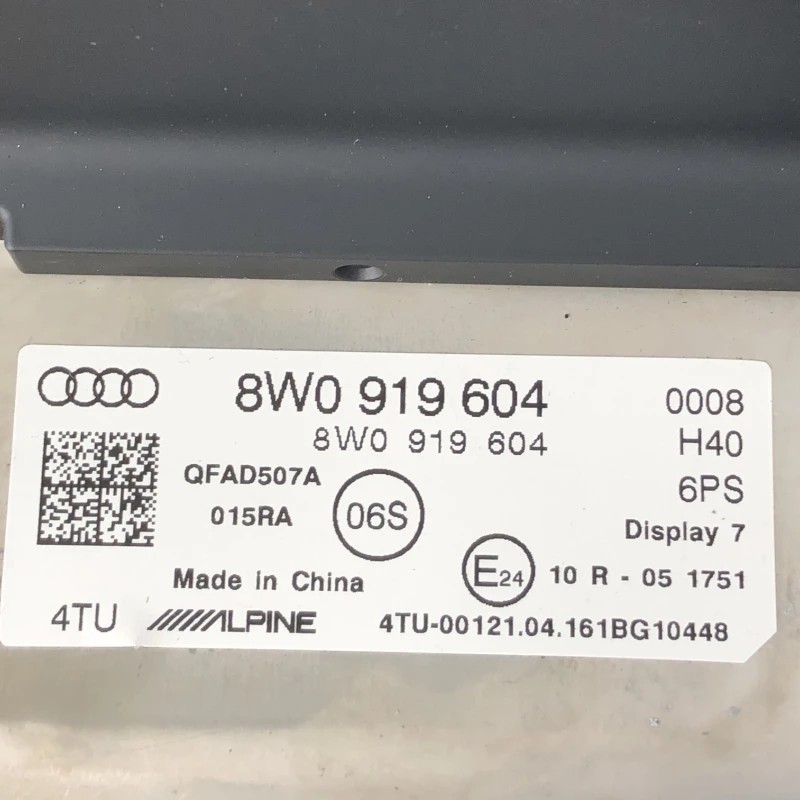 8W0 919 604 0008
8W0 919 604 H40
QFAD507A 6PS
015RA 06S Display 7
Made in China E24 10 R - 05 1751
4TU ALPINE 4TU-00121.04.161BG10448